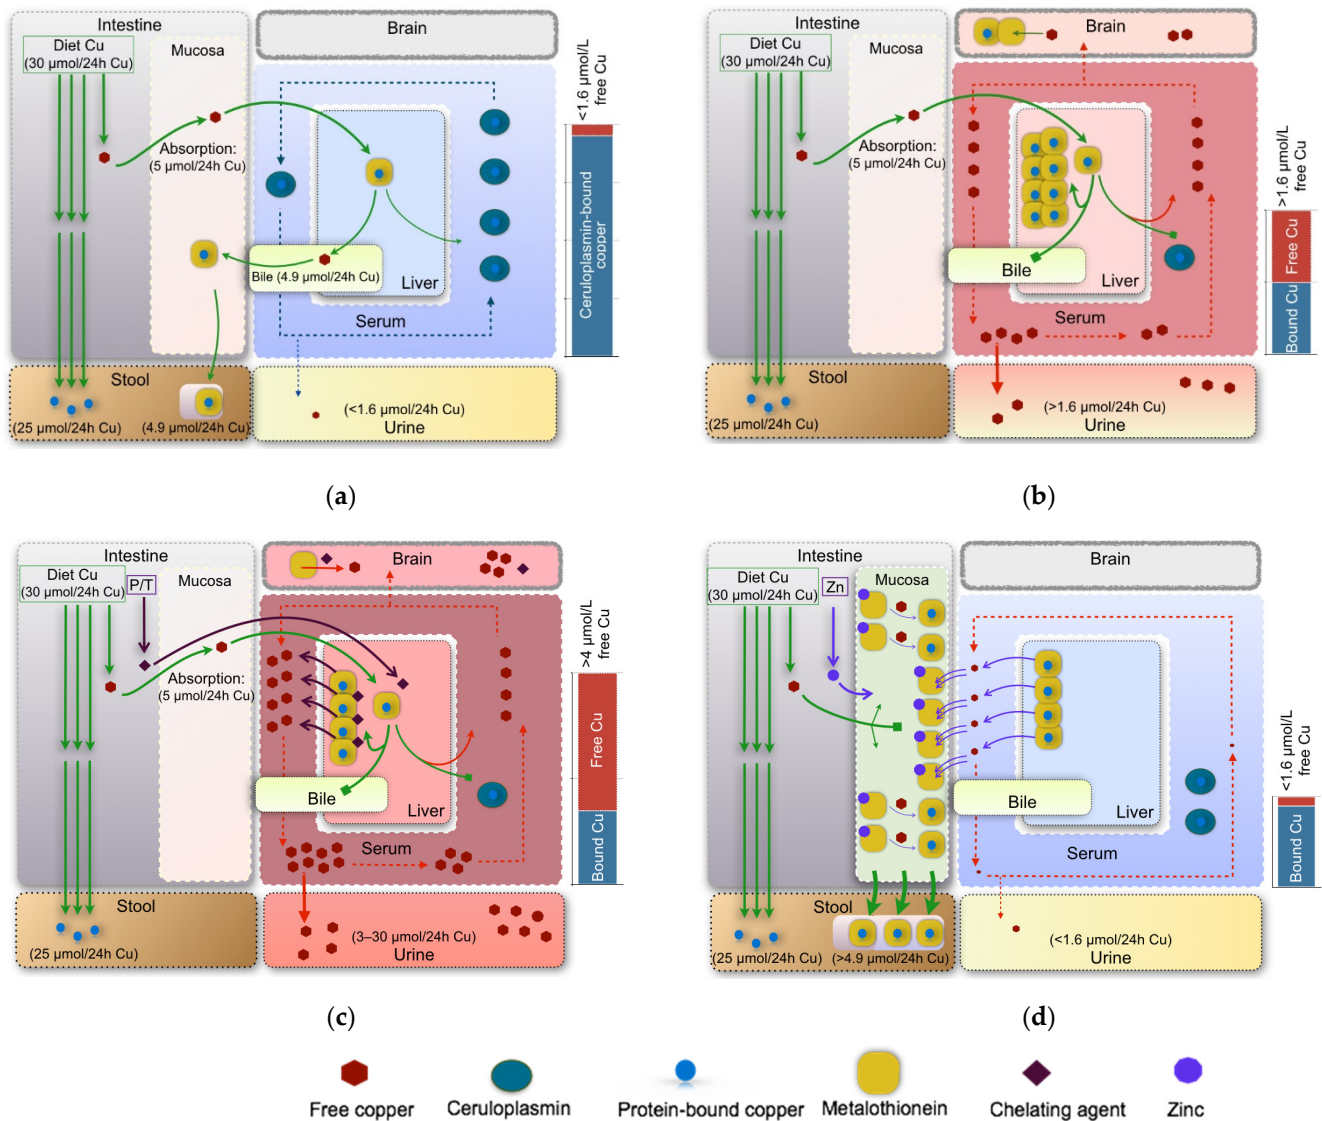 Intestine
Diet Cu
(30 µmol/24h Cu)
Mucosa
Absorption:
(5 µmol/24h Cu)
Brain
Bile (4.9 µmol/24h Cu)
Liver
Serum
<1.6 µmol/L
free Cu
Ceruloplasmin-bound
copper
Stool
(25 µmol/24h Cu)
(4.9 µmol/24h Cu)
(<1.6 µmol/24h Cu)
Urine
(a)
Intestine
Diet Cu
(30 µmol/24h Cu)
Mucosa
Absorption:
(5 µmol/24h Cu)
Brain
Bile
Liver
Serum
>1.6 µmol/L
free Cu
Free Cu
Bound Cu
Stool
(25 µmol/24h Cu)
(>1.6 µmol/24h Cu)
Urine
(b)
Intestine
Diet Cu
(30 µmol/24h Cu)
P/T
Mucosa
Absorption:
(5 µmol/24h Cu)
Brain
Bile
Liver
Serum
>4 µmol/L
free Cu
Free Cu
Bound Cu
Stool
(25 µmol/24h Cu)
(3–30 µmol/24h Cu)
Urine
(c)
Intestine
Diet Cu
(30 µmol/24h Cu)
Zn
Mucosa
Brain
Bile
Liver
Serum
<1.6 µmol/L
free Cu
Bound Cu
Stool
(25 µmol/24h Cu)
(>4.9 µmol/24h Cu)
(<1.6 µmol/24h Cu)
Urine
(d)
Free copper
Ceruloplasmin
Protein-bound copper
Metalothionein
Chelating agent
Zinc